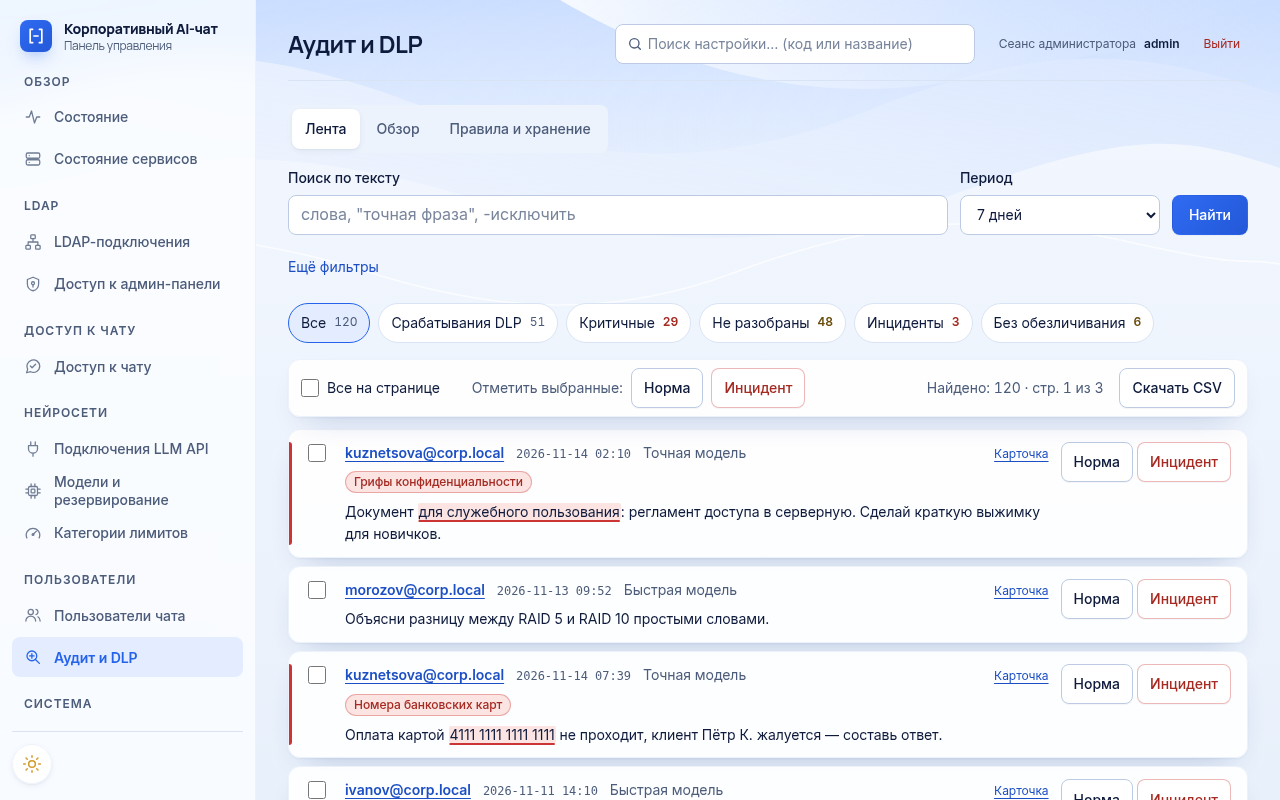 Корпоративный AI-чат
Панель управления
ОБЗОР
Состояние
Состояние сервисов
LDAP
LDAP-подключения
Доступ к админ-панели
ДОСТУП К ЧАТУ
Доступ к чату
НЕЙРОСЕТИ
Подключения LLM API
Модели и
резервирование
Категории лимитов
ПОЛЬЗОВАТЕЛИ
Пользователи чата
Аудит и DLP
СИСТЕМА
Аудит и DLP
Поиск настройки… (код или название)
Сеанс администратора admin Выйти
Лента Обзор Правила и хранение
Поиск по тексту Период
слова, "точная фраза", -исключить 7 дней Найти
Ещё фильтры
Все 120 Срабатывания DLP 51 Критичные 29 Не разобраны 48 Инциденты 3 Без обезличивания 6
Все на странице Отметить выбранные: Норма Инцидент Найдено: 120 · стр. 1 из 3 Скачать CSV
kuznetsova@corp.local 2026-11-14 02:10 Точная модель Карточка Норма Инцидент
Грифы конфиденциальности
Документ для служебного пользования: регламент доступа в серверную. Сделай краткую выжимку
для новичков.
morozov@corp.local 2026-11-13 09:52 Быстрая модель Карточка Норма Инцидент
Объясни разницу между RAID 5 и RAID 10 простыми словами.
kuznetsova@corp.local 2026-11-14 07:39 Точная модель Карточка Норма Инцидент
Номера банковских карт
Оплата картой 4111 1111 1111 1111 не проходит, клиент Пётр К. жалуется — составь ответ.
ivanov@corp.local 2026-11-11 14:10 Быстрая модель Карточка Норма Инцидент